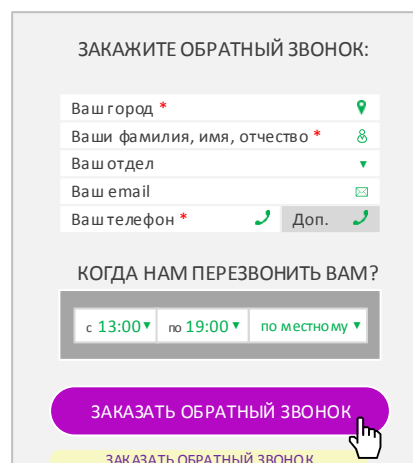 ЗАКАЖИТЕ ОБРАТНЫЙ ЗВОНОК:
Ваш город *
Ваши фамилия, имя, отчество *
Ваш отдел
Ваш email
Ваш телефон * Доп.
КОГДА НАМ ПЕРЕЗВОНИТЬ ВАМ?
с 13:00 по 19:00 по местному
ЗАКАЗАТЬ ОБРАТНЫЙ ЗВОНОК
ЗАКАЗАТЬ ОБРАТНЫЙ ЗВОНОК